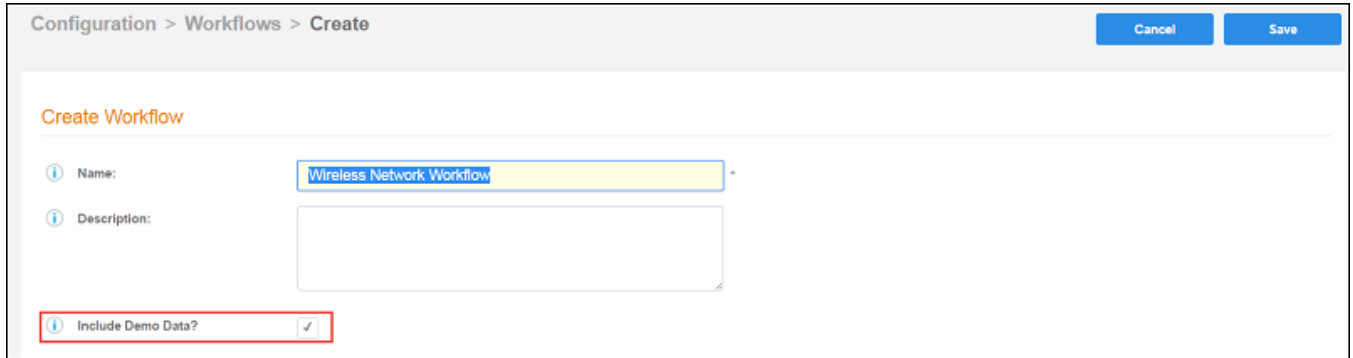 Configuration > Workflows > Create
Cancel
Save
Create Workflow
Name:
Wireless Network Workflow
Description:
Include Demo Data?